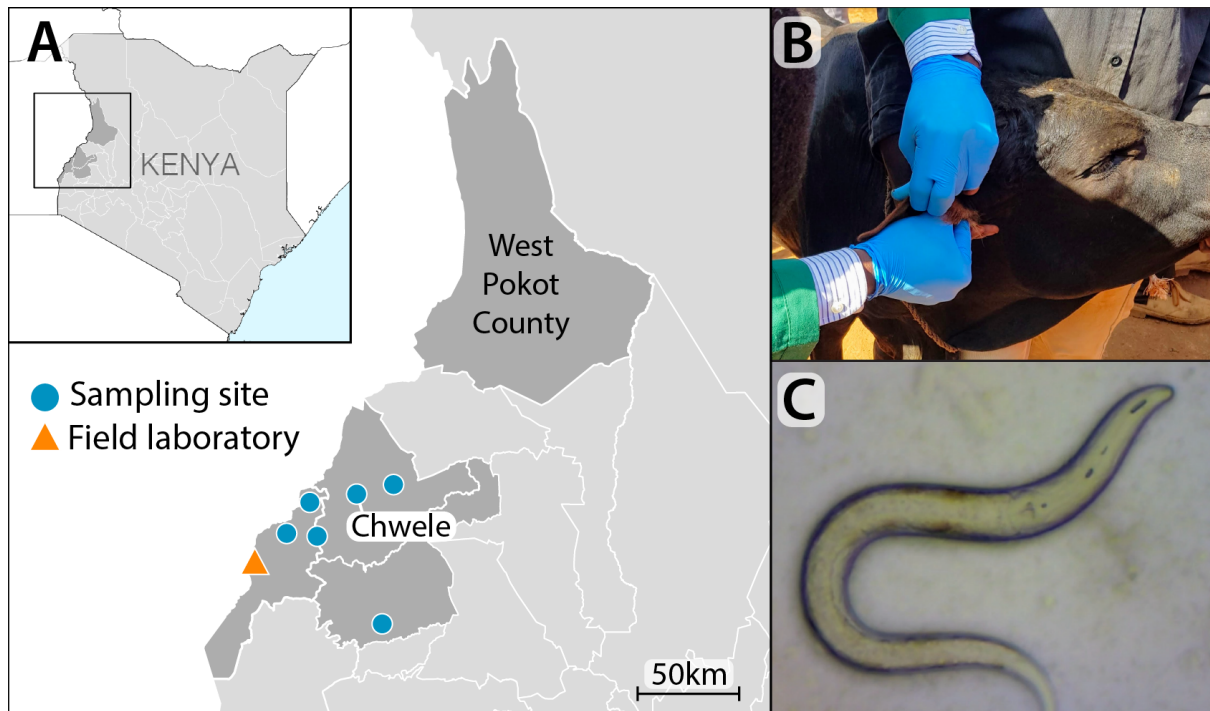 A
KENYA
West
Pokot
County
Sampling site
Field laboratory
Chwele
50km
B
C